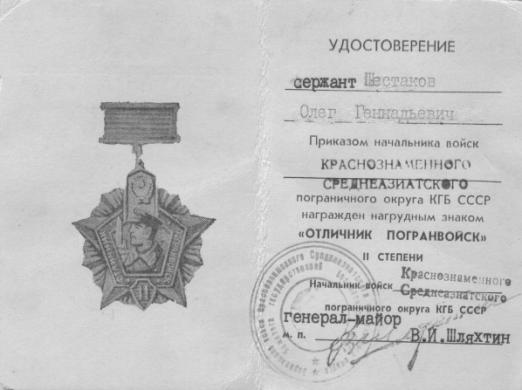 УДОСТОВЕРЕНИЕ
сержант Шестаков
Олег Геннадьевич
Приказом начальника войск
КРАСНОЗНАМЕННОГО
СРЕДНЕАЗИАТСКОГО
пограничного округа КГБ СССР
награжден нагрудным знаком
«ОТЛИЧНИК ПОГРАНВОЙСК»
II СТЕПЕНИ
Краснознаменного
Начальник войск Среднеазиатского
пограничного округа КГБ СССР
генерал-майор
м. п. В.И.Шляхтин
II